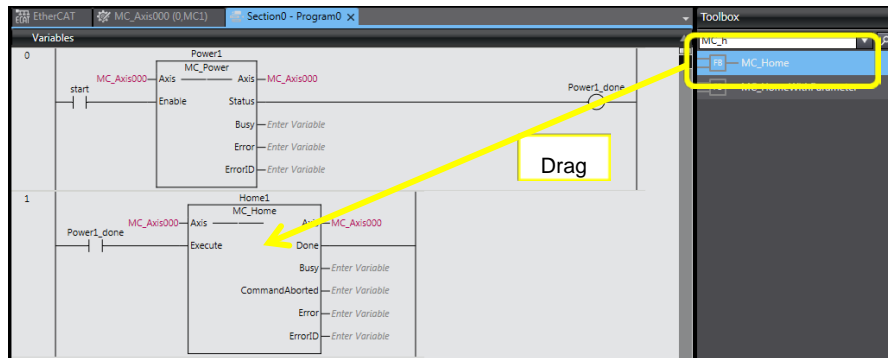 EtherCAT MC_Axis000 (0,MC1) Section0 - Program0 x Toolbox
Variables
MC_h
FB MC_Home
MC_HomeWithParameter
0
Power1
MC_Power
MC_Axis000 Axis Axis MC_Axis000
start Power1_done
Enable Status
Busy Enter Variable
Error Enter Variable
ErrorID Enter Variable
Drag
1
Home1
MC_Home
MC_Axis000 Axis Axis MC_Axis000
Power1_done
Execute Done
Busy Enter Variable
CommandAborted Enter Variable
Error Enter Variable
ErrorID Enter Variable